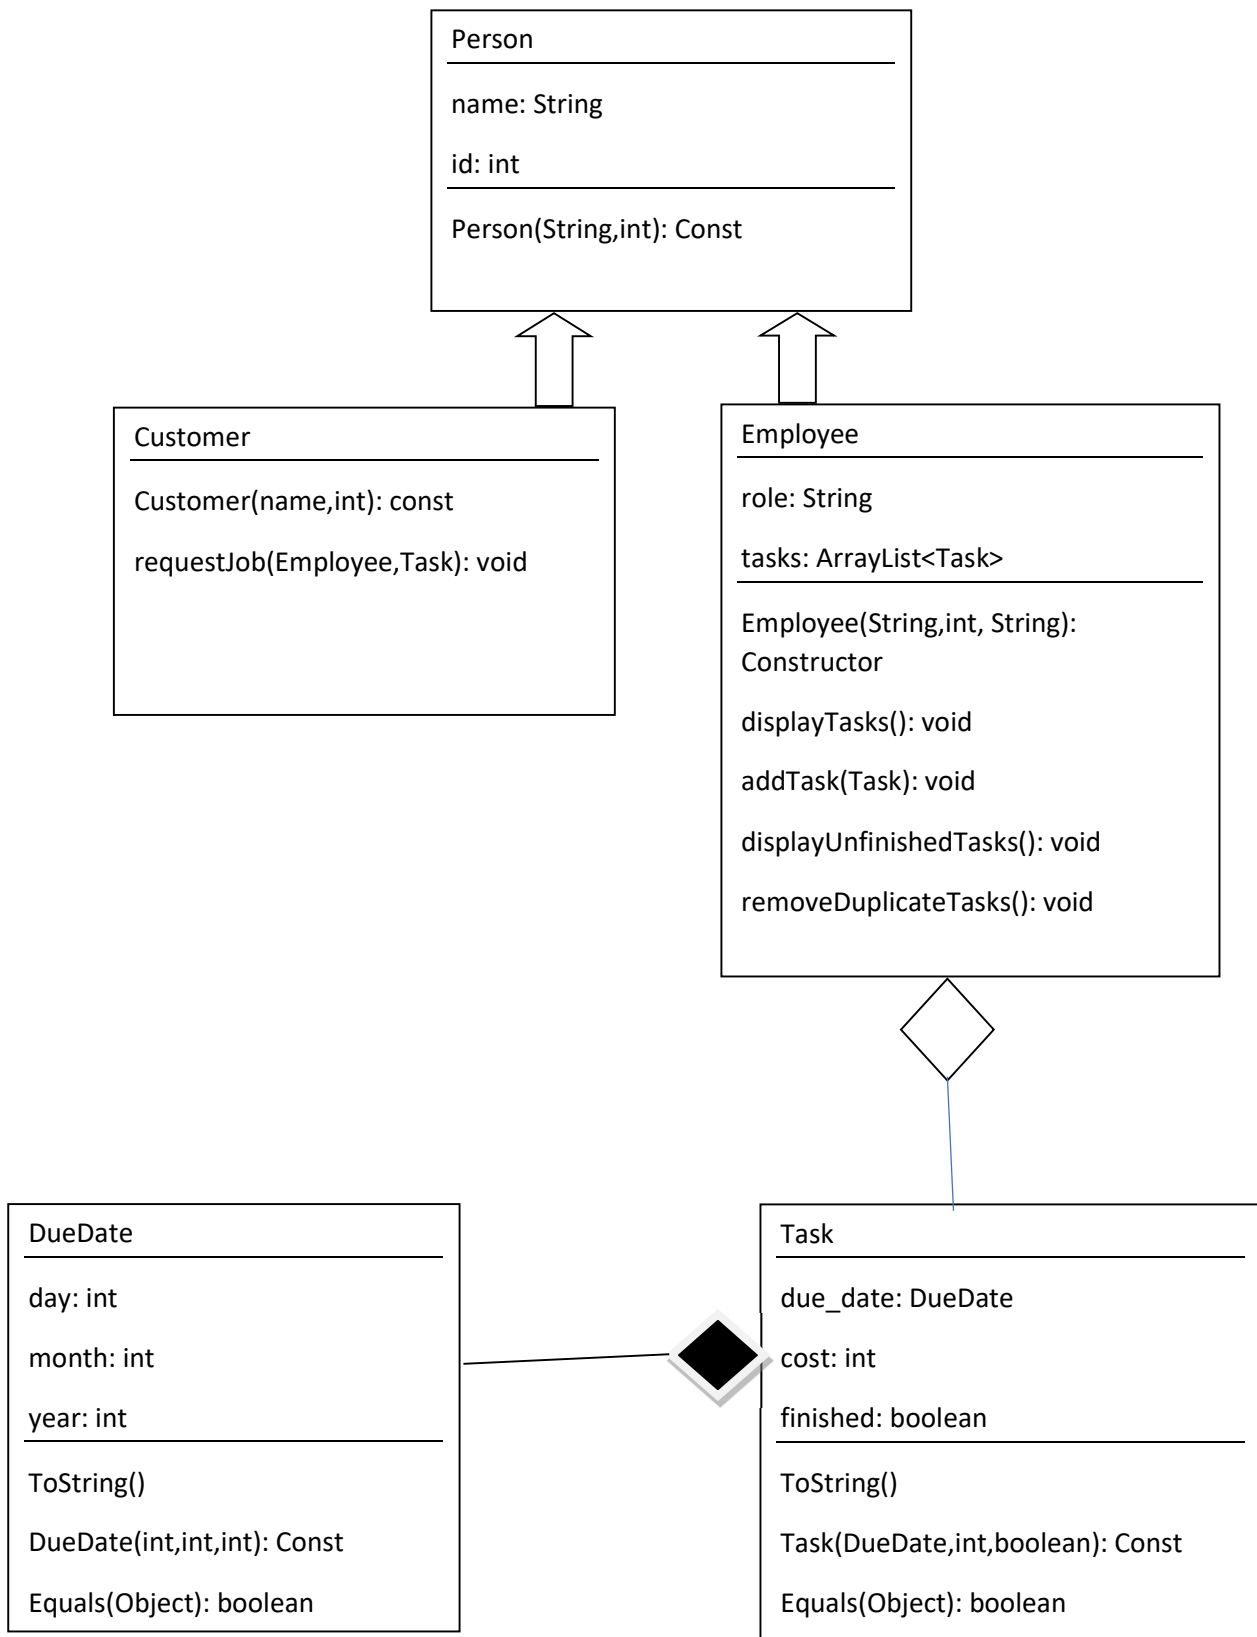 Person
name: String
id: int
Person(String,int): Const
Customer
Customer(name,int): const
requestJob(Employee,Task): void
Employee
role: String
tasks: ArrayList<Task>
Employee(String,int, String):
Constructor
displayTasks(): void
addTask(Task): void
displayUnfinishedTasks(): void
removeDuplicateTasks(): void
DueDate
day: int
month: int
year: int
ToString()
DueDate(int,int,int): Const
Equals(Object): boolean
Task
due_date: DueDate
cost: int
finished: boolean
ToString()
Task(DueDate,int,boolean): Const
Equals(Object): boolean